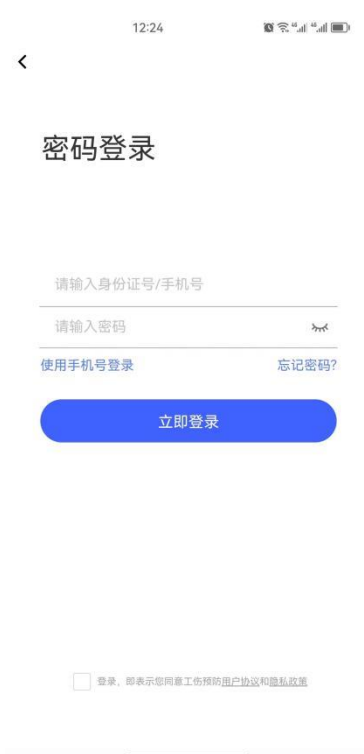 12:24
密码登录
请输入身份证号/手机号
请输入密码
使用手机号登录 忘记密码?
立即登录
登录，即表示您同意工伤预防用户协议和隐私政策